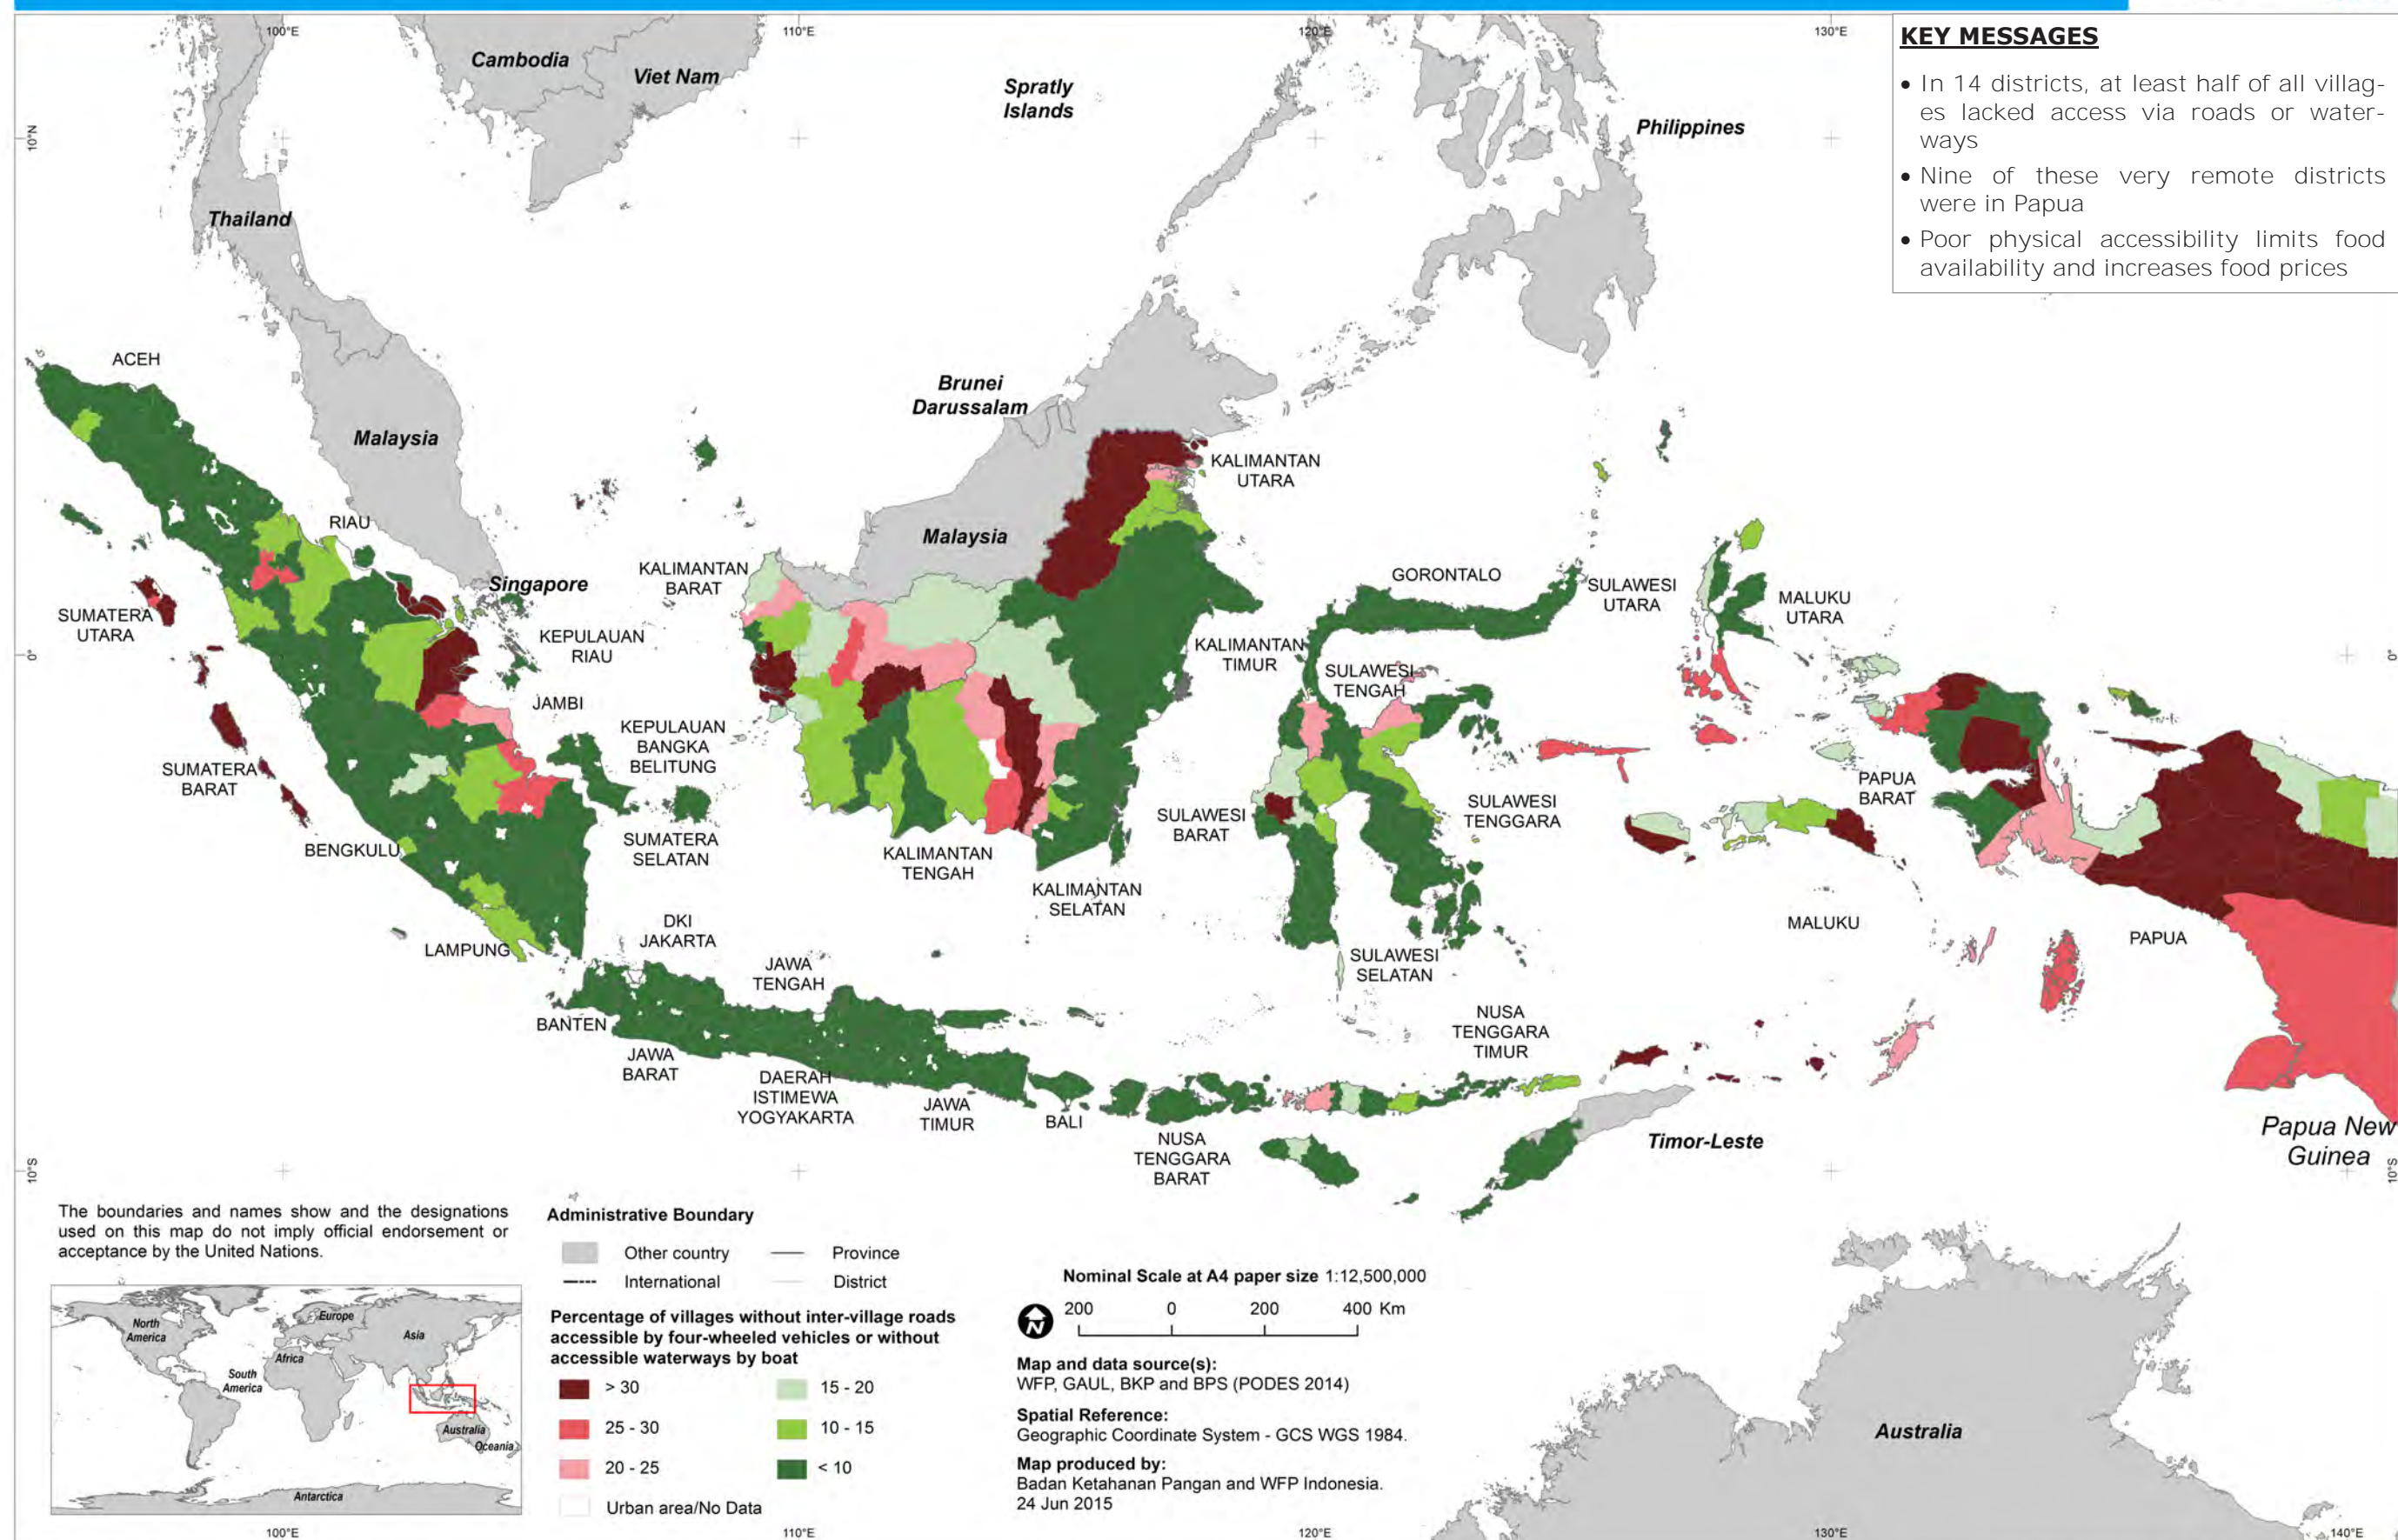 100°E
110°E
120°E
130°E
KEY MESSAGES
• In 14 districts, at least half of all villag-
es lacked access via roads or water-
ways
• Nine of these very remote districts
were in Papua
• Poor physical accessibility limits food
availability and increases food prices
Cambodia
Viet Nam
Spratly
Islands
Philippines
10°N
Thailand
ACEH
Brunei
Darussalam
Malaysia
KALIMANTAN
UTARA
RIAU
Malaysia
Singapore
KALIMANTAN
BARAT
GORONTALO
SULAWESI
UTARA
MALUKU
UTARA
SUMATERA
UTARA
KEPULAUAN
RIAU
KALIMANTAN
TIMUR
0°
0°
SULAWESI
TENGAH
JAMBI
KEPULAUAN
BANGKA
BELITUNG
SUMATERA
BARAT
PAPUA
BARAT
SULAWESI
BARAT
SULAWESI
TENGGARA
BENGKULU
SUMATERA
SELATAN
KALIMANTAN
TENGAH
KALIMANTAN
SELATAN
MALUKU
PAPUA
LAMPUNG
DKI
JAKARTA
JAWA
TENGAH
SULAWESI
SELATAN
BANTEN
NUSA
TENGGARA
TIMUR
JAWA
BARAT
DAERAH
ISTIMEWA
YOGYAKARTA
JAWA
TIMUR
BALI
NUSA
TENGGARA
BARAT
Timor-Leste
Papua New
Guinea
10°S
10°S
The boundaries and names show and the designations
used on this map do not imply official endorsement or
acceptance by the United Nations.
North
America
Europe
Asia
Africa
South
America
Australia
Oceania
Antarctica
Administrative Boundary
Other country
Province
International
District
Percentage of villages without inter-village roads
accessible by four-wheeled vehicles or without
accessible waterways by boat
> 30
15 - 20
25 - 30
10 - 15
20 - 25
< 10
Urban area/No Data
Nominal Scale at A4 paper size 1:12,500,000
N
200 0 200 400 Km
Map and data source(s):
WFP, GAUL, BKP and BPS (PODES 2014)
Spatial Reference:
Geographic Coordinate System - GCS WGS 1984.
Map produced by:
Badan Ketahanan Pangan and WFP Indonesia.
24 Jun 2015
Australia
100°E
110°E
120°E
130°E
140°E